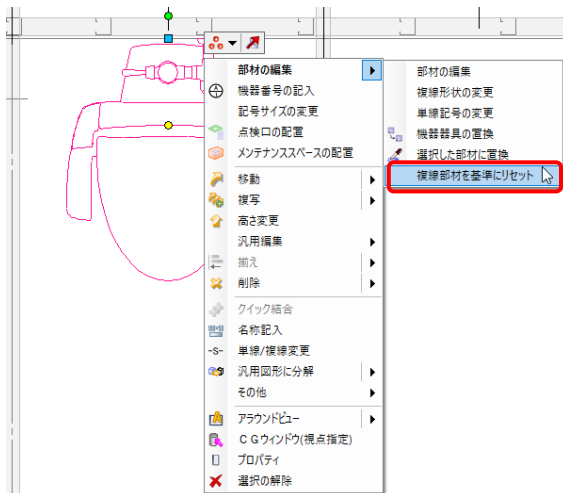 部材の編集
機器番号の記入
記号サイズの変更
点検口の配置
メンテナンススペースの配置
移動
複写
高さ変更
汎用編集
揃え
削除
クイック結合
名称記入
-S- 単線/複線変更
汎用図形に分解
その他
アラウンドビュー
CGウィンドウ(視点指定)
プロパティ
選択の解除
部材の編集
複線形状の変更
単線記号の変更
機器器具の置換
選択した部材に置換
複線部材を基準にリセット